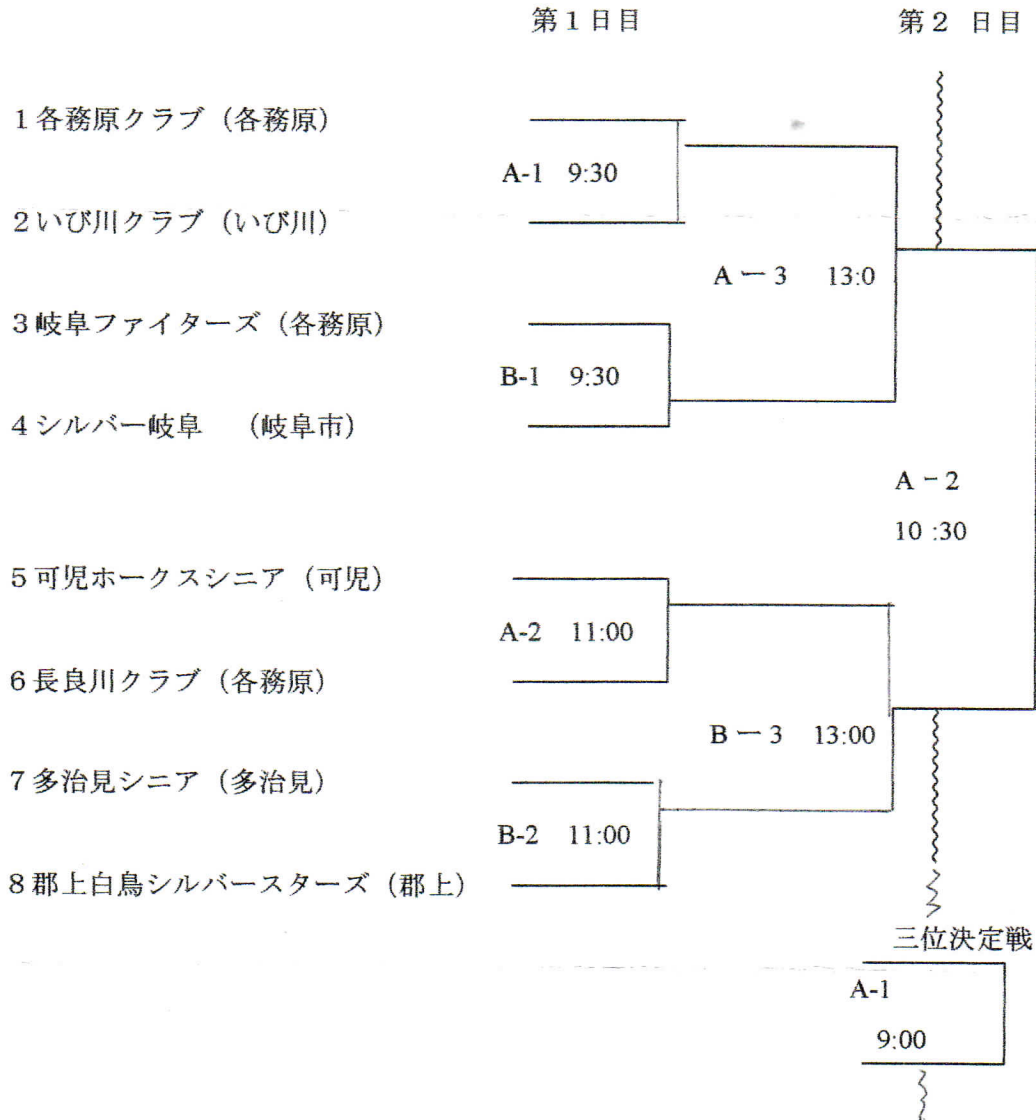 第１日目　第２ 日目
１各務原クラブ（各務原）
A-1 9:30
２いび川クラブ（いび川）
A ー 3 13:0
３岐阜ファイターズ（各務原）
B-1 9:30
４シルバー岐阜　（岐阜市）
A − 2
10 :30
５可児ホークスシニア（可児）
A-2 11:00
６長良川クラブ（各務原）
B ー 3 13:00
７多治見シニア（多治見）
B-2 11:00
８郡上白鳥シルバースターズ（郡上）
三位決定戦
A-1
9:00